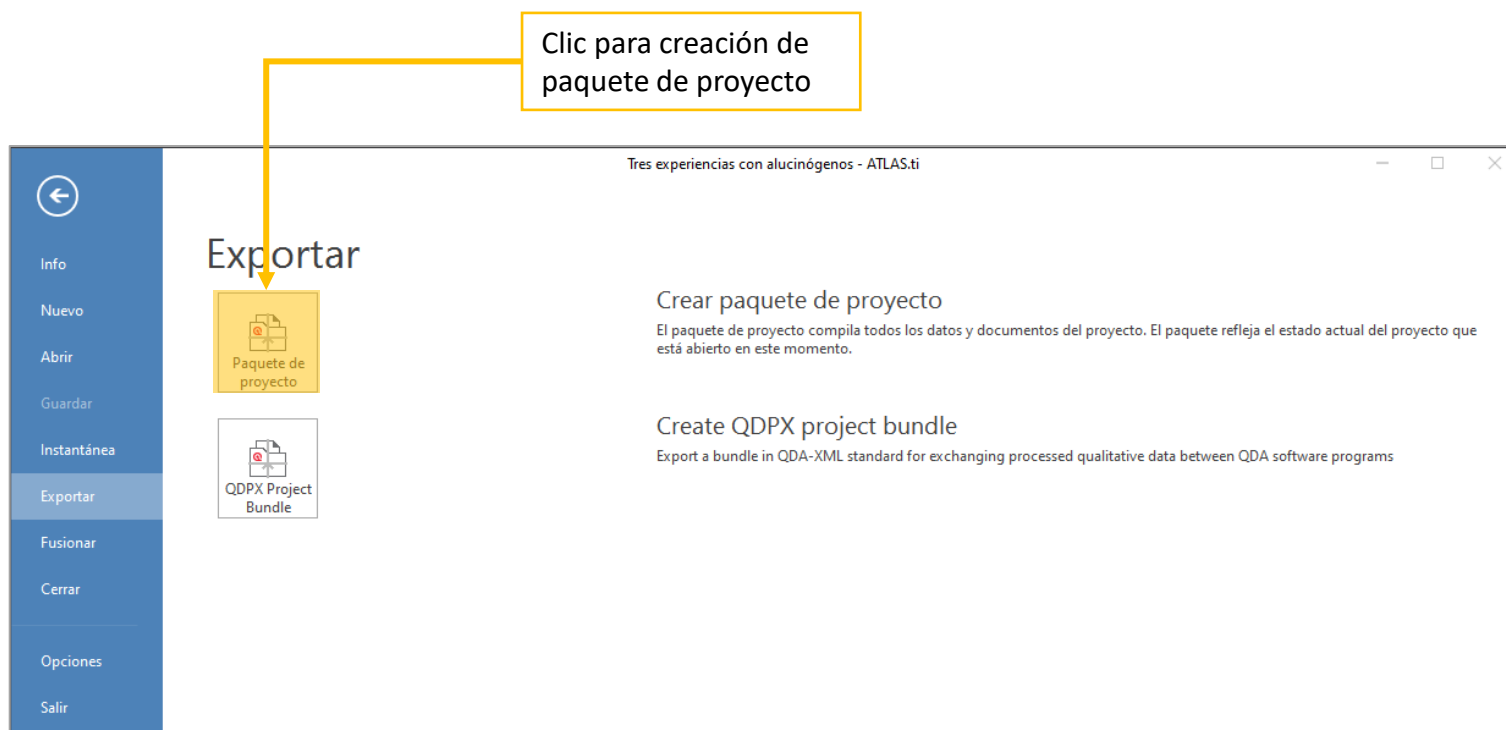 Clic para creación de
paquete de proyecto
Tres experiencias con alucinógenos - ATLAS.ti
Info
Nuevo
Abrir
Guardar
Instantánea
Exportar
Fusionar
Cerrar
Opciones
Salir
Exportar
Paquete de
proyecto
Crear paquete de proyecto
El paquete de proyecto compila todos los datos y documentos del proyecto. El paquete refleja el estado actual del proyecto que
está abierto en este momento.
QDPX Project
Bundle
Create QDPX project bundle
Export a bundle in QDA-XML standard for exchanging processed qualitative data between QDA software programs